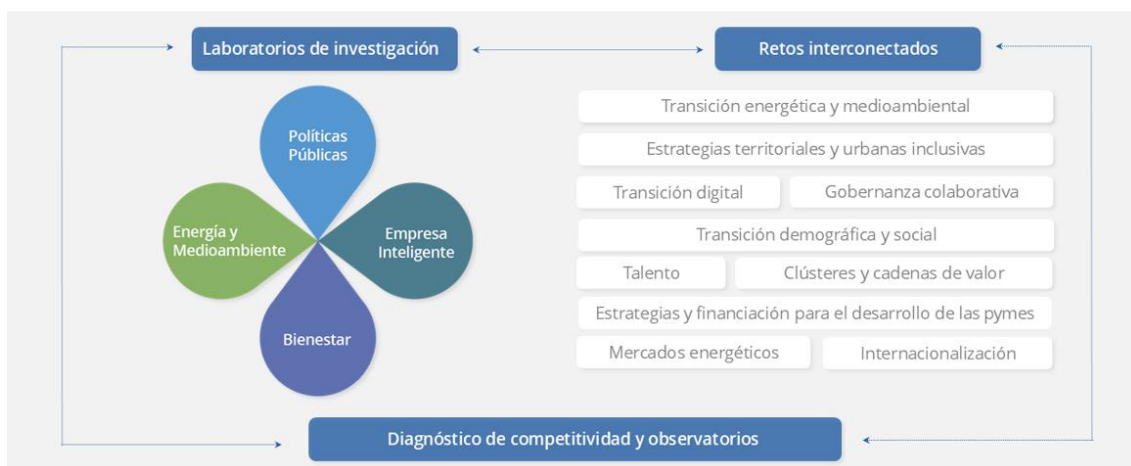 Laboratorios de investigación
Retos interconectados
Políticas
Públicas
Energía y
Medioambiente
Empresa
Inteligente
Bienestar
Transición energética y medioambiental
Estrategias territoriales y urbanas inclusivas
Transición digital
Gobernanza colaborativa
Transición demográfica y social
Talento
Clústeres y cadenas de valor
Estrategias y financiación para el desarrollo de las pymes
Mercados energéticos
Internacionalización
Diagnóstico de competitividad y observatorios